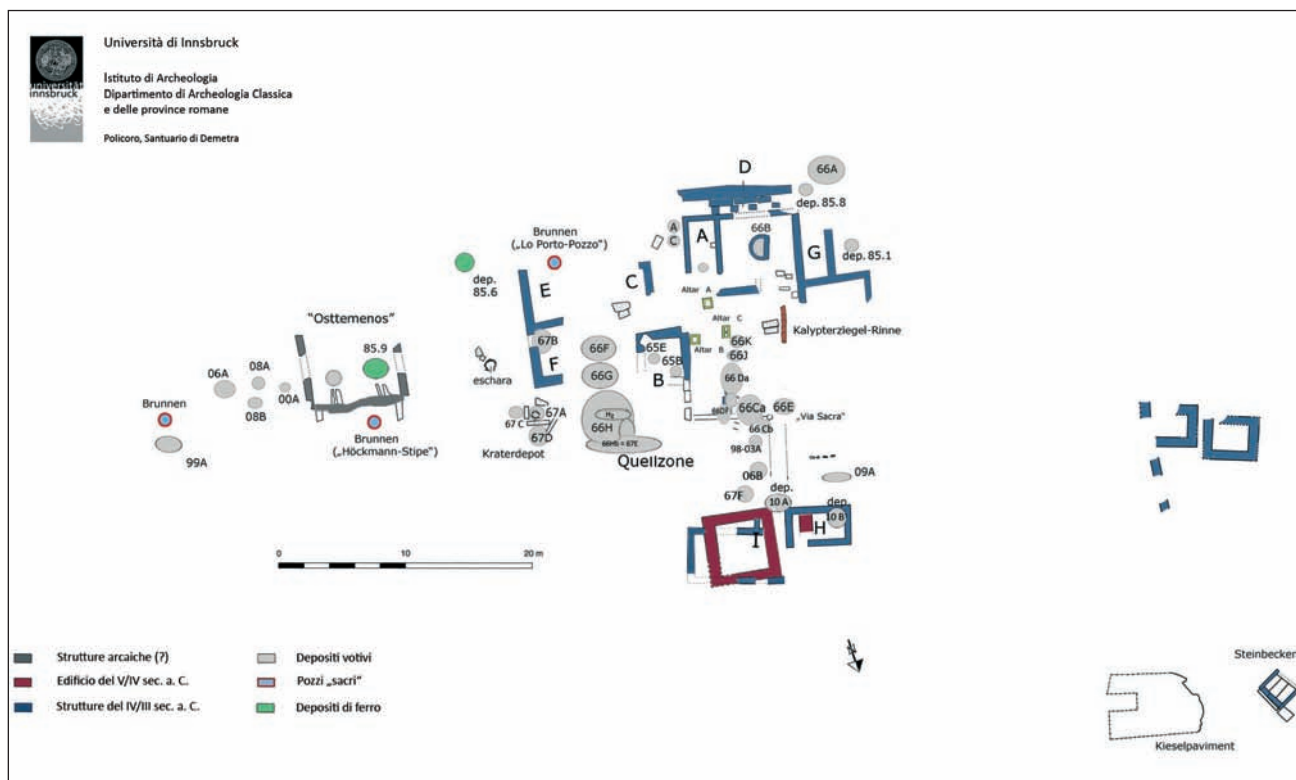 Università di Innsbruck
Istituto di Archeologia
Dipartimento di Archeologia Classica
e delle province romane
Policoro, Santuario di Demetra
universität
innsbruck
D
66A
dep. 85.8
A
66B
A
C
G
dep. 85.1
Brunnen
(„Lo Porto-Pozzo“)
dep.
85.6
E
C
Altar A
Altar C
Altar B
Kalypterziegel-Rinne
"Osttemenos"
85.9
67B
F
66F
65E
65B
B
66K
66J
66G
66 Da
eschara
06A
08A
08B
00A
Brunnen
99A
Brunnen
(„Höckmann-Stipe“)
67 C
67A
67D
Kraterdepot
66H
66Hb = 67E
Quellzone
66Ca
66E
„Via Sacra“
66 Cb
98-03A
06B
67F
dep.
10 A
09A
dep.
10 B
H
I
0
10
20 m
Strutture arcaiche (?)
Edificio del V/IV sec. a. C.
Strutture del IV/III sec. a. C.
Depositi votivi
Pozzi „sacri“
Depositi di ferro
Steinbecken
Kieselpaviment